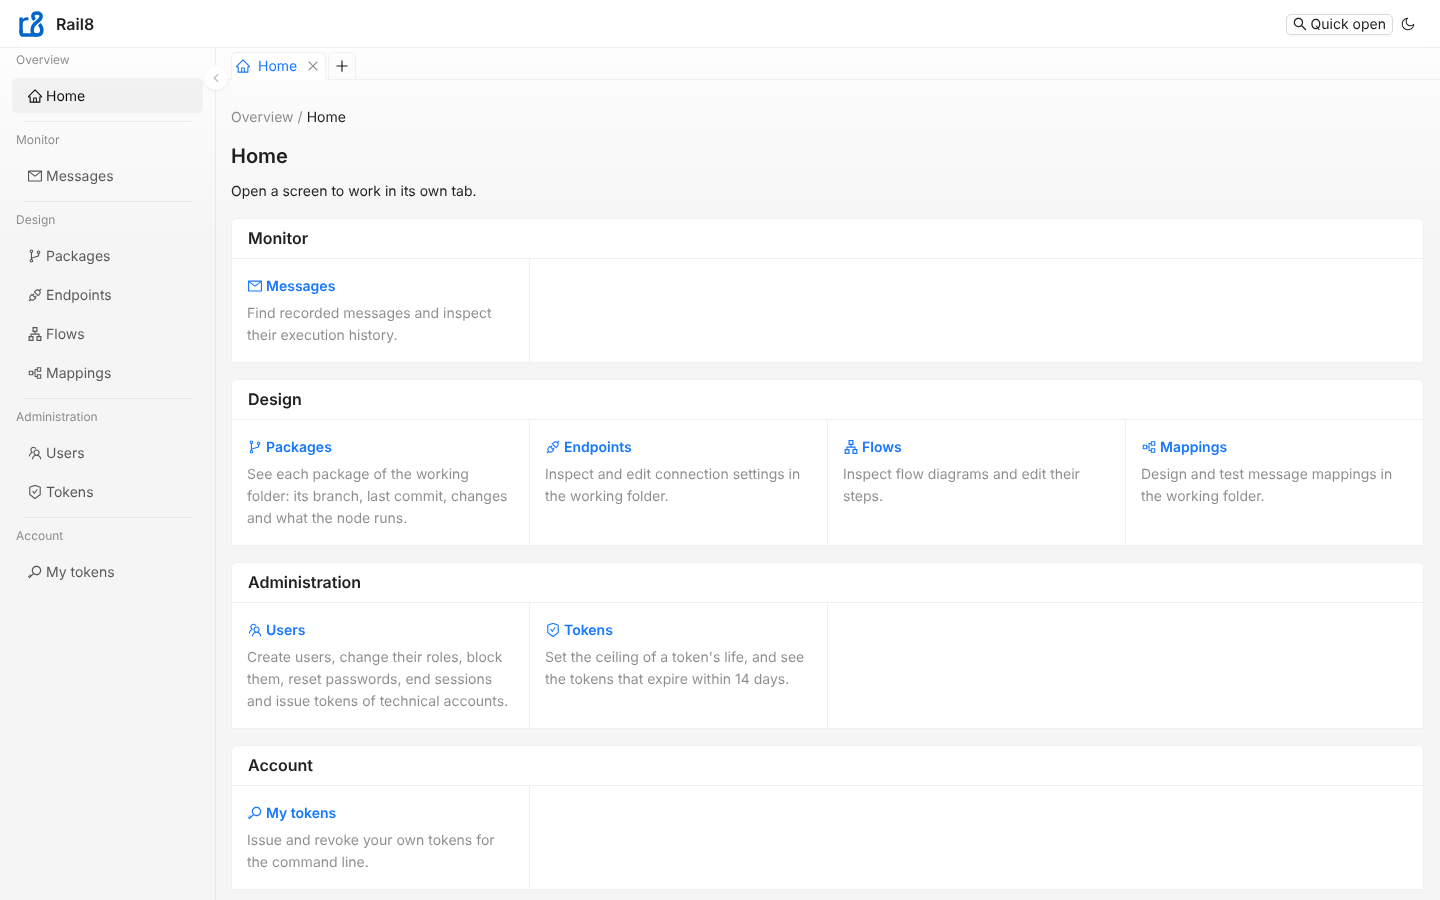 r8 Rail8
Quick open
Overview
Home
Monitor
Messages
Design
Packages
Endpoints
Flows
Mappings
Administration
Users
Tokens
Account
My tokens
Home
Overview / Home
Home
Open a screen to work in its own tab.
Monitor
Messages
Find recorded messages and inspect
their execution history.
Design
Packages
See each package of the working
folder: its branch, last commit, changes
and what the node runs.
Endpoints
Inspect and edit connection settings in
the working folder.
Flows
Inspect flow diagrams and edit their
steps.
Mappings
Design and test message mappings in
the working folder.
Administration
Users
Create users, change their roles, block
them, reset passwords, end sessions
and issue tokens of technical accounts.
Tokens
Set the ceiling of a token's life, and see
the tokens that expire within 14 days.
Account
My tokens
Issue and revoke your own tokens for
the command line.